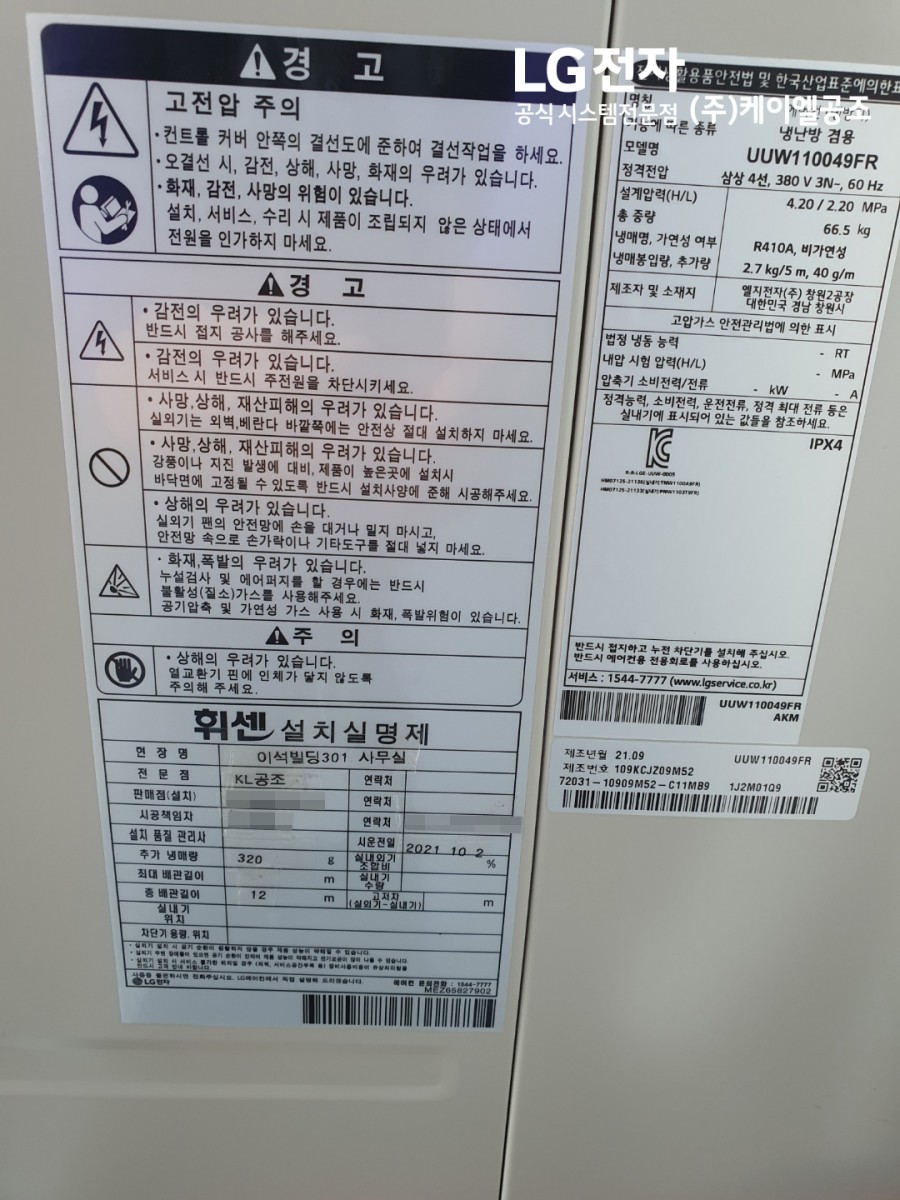 LG전자
공식시스템전문점 (주)케이엘공조
경 고
고전압 주의
·컨트롤 커버 안쪽의 결선도에 준하여 결선작업을 하세요.
·오결선 시, 감전, 상해, 사망, 화재의 우려가 있습니다.
·화재, 감전, 사망의 위험이 있습니다.
설치, 서비스, 수리 시 제품이 조립되지 않은 상태에서
전원을 인가하지 마세요.
경 고
·감전의 우려가 있습니다.
반드시 접지 공사를 해주세요.
·감전의 우려가 있습니다.
서비스 시 반드시 주전원을 차단시키세요.
·사망,상해, 재산피해의 우려가 있습니다.
실외기는 외벽,베란다 바깥쪽에는 안전상 절대 설치하지 마세요.
·사망,상해, 재산피해의 우려가 있습니다.
강풍이나 지진 발생에 대비, 제품이 높은곳에 설치시
바닥면에 고정될 수 있도록 반드시 설치사양에 준해 시공해주세요.
·상해의 우려가 있습니다.
실외기 팬의 안전망에 손을 대거나 밀지 마시고,
안전망 속으로 손가락이나 기타도구를 절대 넣지 마세요.
·화재,폭발의 우려가 있습니다.
누설검사 및 에어퍼지를 할 경우에는 반드시
불활성(질소)가스를 사용해주세요.
공기압축 및 가연성 가스 사용 시 화재, 폭발위험이 있습니다.
주 의
·상해의 우려가 있습니다.
열교환기 핀에 인체가 닿지 않도록
주의해 주세요.
휘센 설치실명제
현 장 명 이석빌딩301 사무실
전 문 점 KL공조 연락처
판매점(설치)
시공책임자 연락처
설치 품질 관리사 시운전일 2021 10 2
추가 냉매량 320 g 실내외기 조합비 %
최대 배관길이 m 실내기 수량
총 배관길이 12 m 고저차 (실외기-실내기) m
실내기 위치
차단기 용량, 위치
LG전자
에어컨 문의전화 : 1544-7777
MEZ65827902
활용품안전법 및 한국산업표준에의한표
명칭
기능에 따른 종류 냉난방 겸용
모델명 UUW110049FR
정격전압 삼상 4선, 380 V 3N~, 60 Hz
설계압력(H/L) 4.20 / 2.20 MPa
총 중량 66.5 kg
냉매명, 가연성 여부 R410A, 비가연성
냉매봉입량, 추가량 2.7 kg/5 m, 40 g/m
제조자 및 소재지 엘지전자(주) 창원2공장
대한민국 경남 창원시
고압가스 안전관리법에 의한 표시
법정 냉동 능력 - RT
내압 시험 압력(H/L) - MPa
압축기 소비전력/전류 - kW - A
정격능력, 소비전력, 운전전류, 정격 최대 전류 등은
실내기에 표시되어 있는 값들을 참조하세요.
IPX4
반드시 접지하고 누전 차단기를 설치해 주십시오.
반드시 에어컨용 전용회로를 사용하십시오.
서비스 : 1544-7777 (www.lgservice.co.kr)
UUW110049FR
AKM
제조년월 21.09 UUW110049FR
제조번호 109KCJZ09M52
72031-10909M52-C11MB9 1J2M01Q9